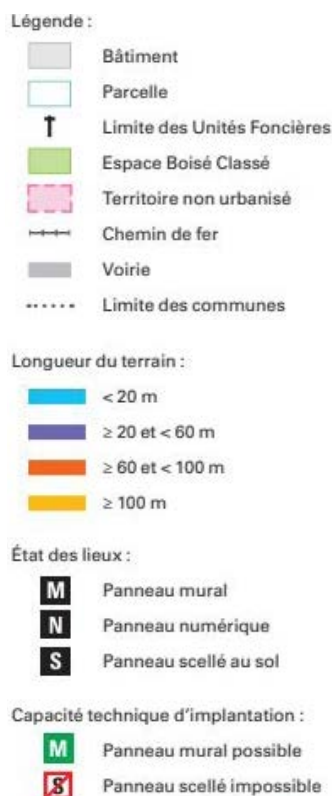 Légende :
Bâtiment
Parcelle
Limite des Unités Foncières
Espace Boisé Classé
Territoire non urbanisé
Chemin de fer
Voirie
Limite des communes
Longueur du terrain :
< 20 m
≥ 20 et < 60 m
≥ 60 et < 100 m
≥ 100 m
État des lieux :
M Panneau mural
N Panneau numérique
S Panneau scellé au sol
Capacité technique d'implantation :
M Panneau mural possible
S Panneau scellé impossible